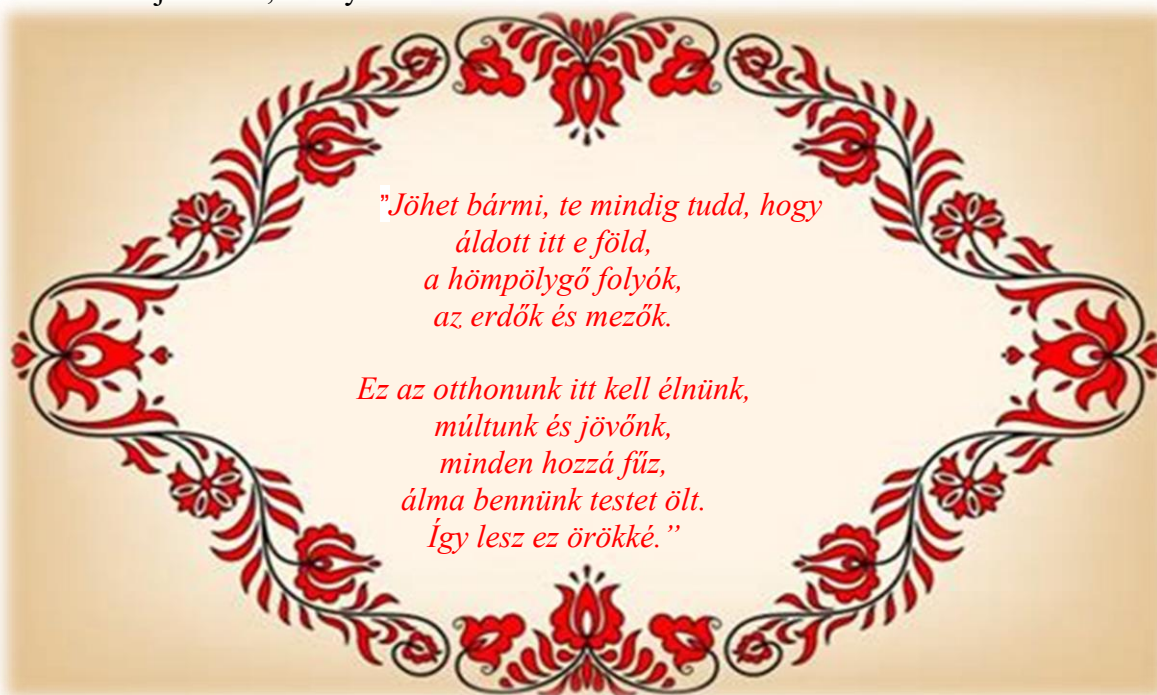 ”Jöhet bármi, te mindig tudd, hogy
áldott itt e föld,
a hömpölygő folyók,
az erdők és mezők.
Ez az otthonunk itt kell élnünk,
múltunk és jövőnk,
minden hozzá fűz,
álma bennünk testet ölt.
Így lesz ez örökké.”